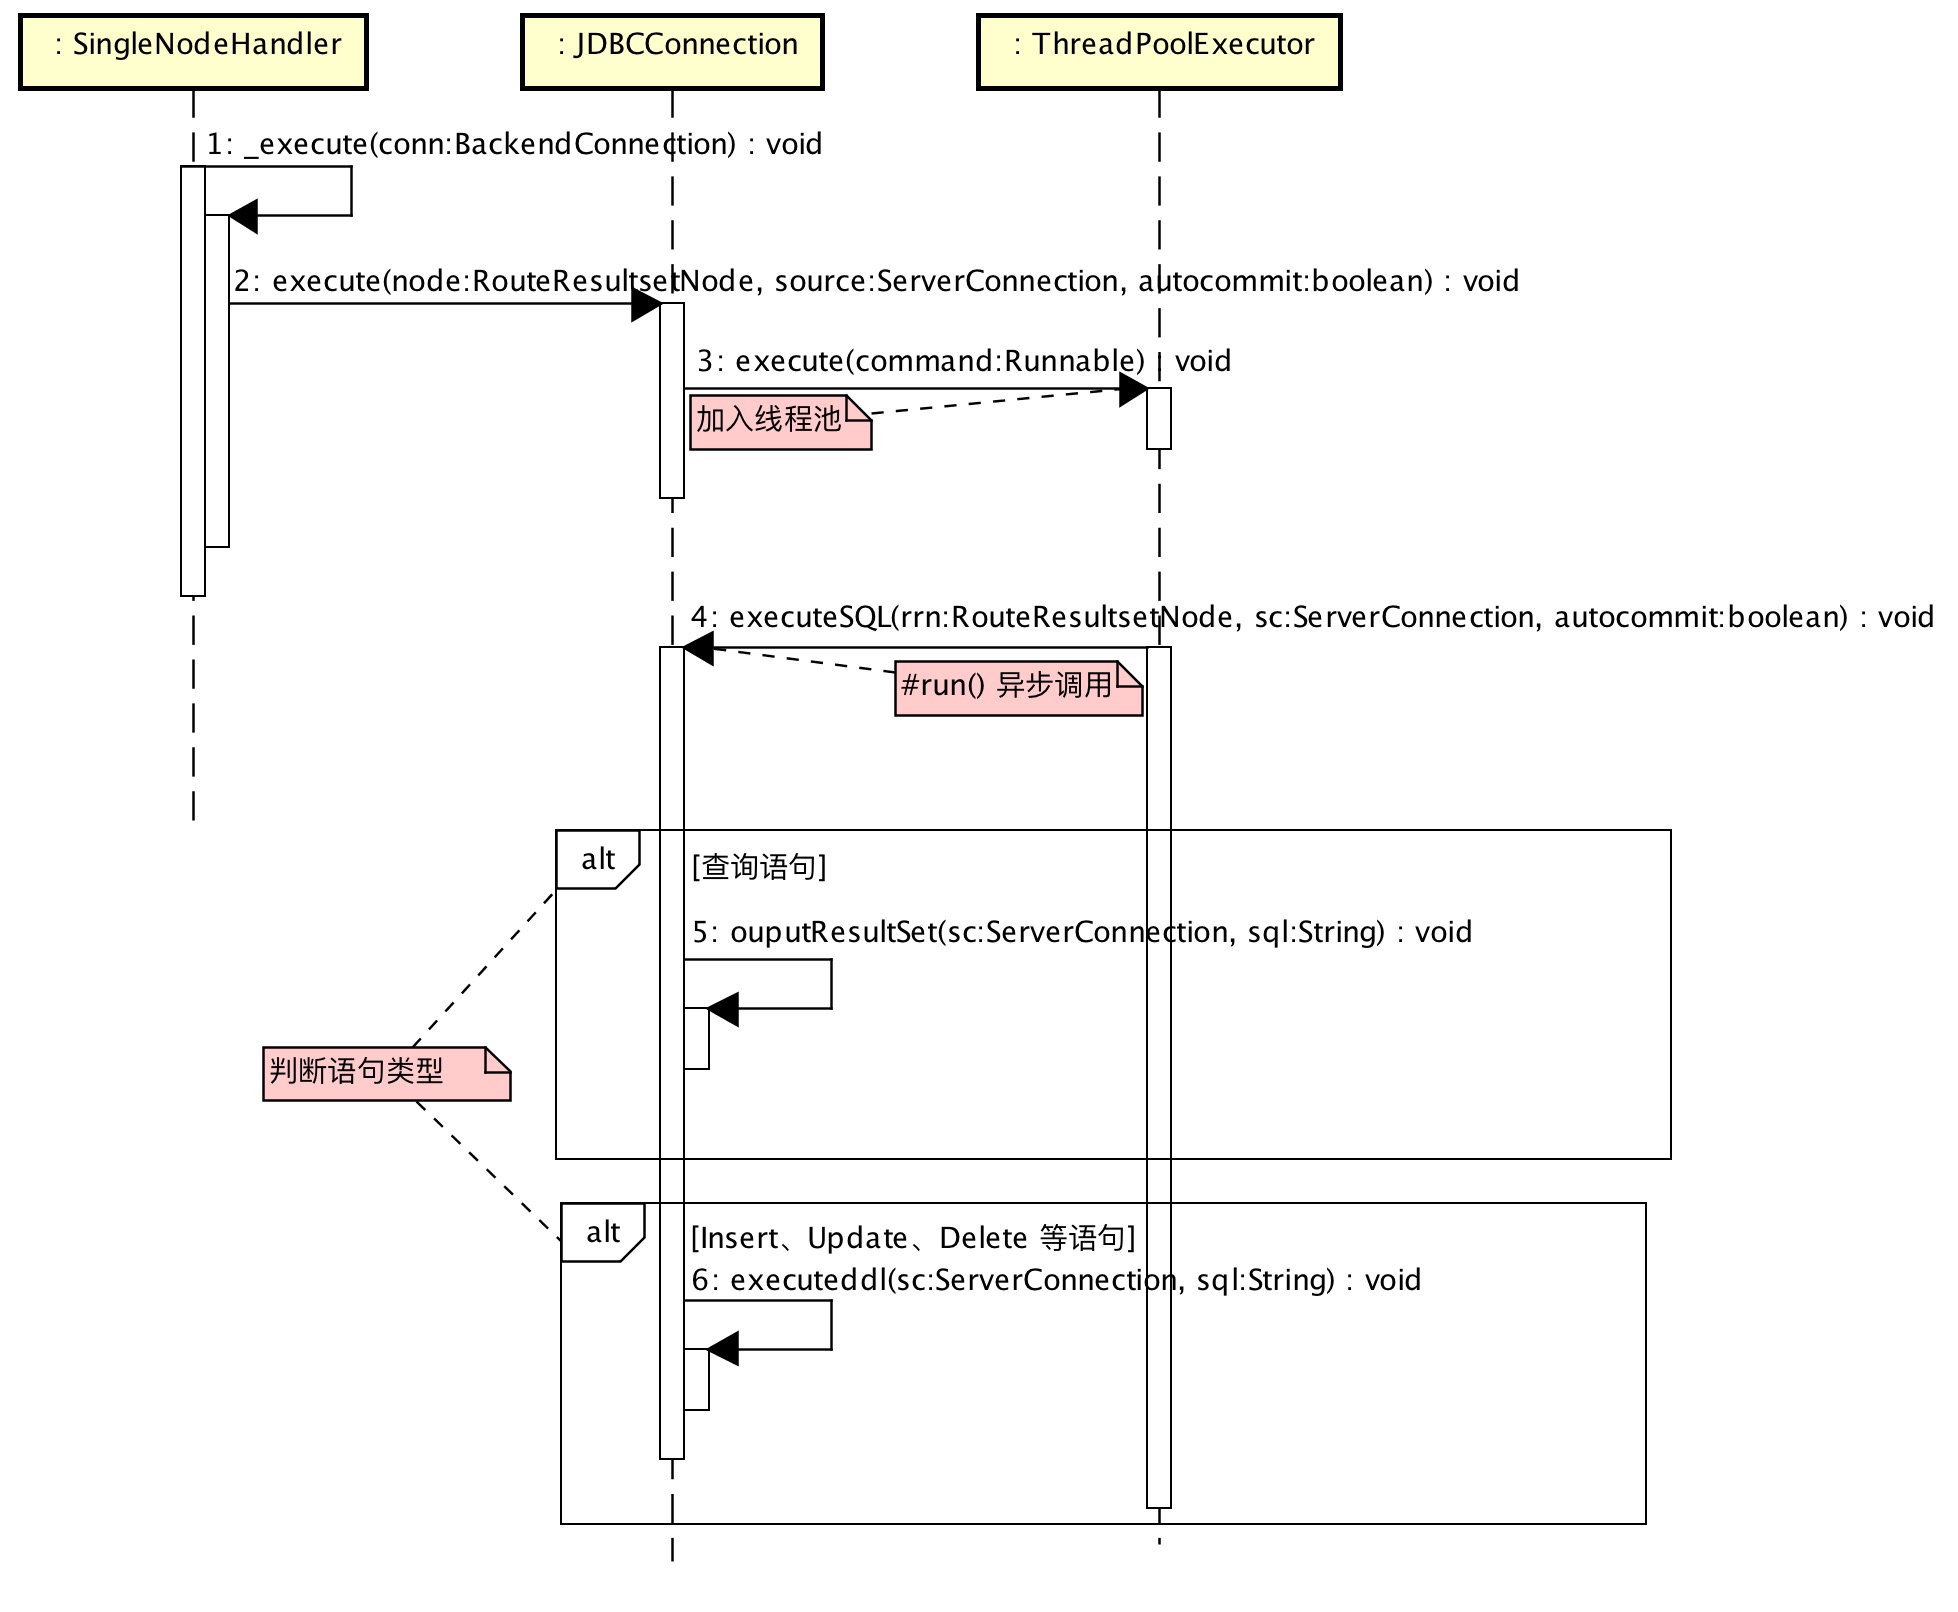 : SingleNodeHandler
: JDBCConnection
: ThreadPoolExecutor
1: _execute(conn:BackendConnection) : void
2: execute(node:RouteResultsetNode, source:ServerConnection, autocommit:boolean) : void
3: execute(command:Runnable) : void
加入线程池
4: executeSQL(rrn:RouteResultsetNode, sc:ServerConnection, autocommit:boolean) : void
#run() 异步调用
alt
[查询语句]
5: ouputResultSet(sc:ServerConnection, sql:String) : void
判断语句类型
alt
[Insert、Update、Delete 等语句]
6: executeddl(sc:ServerConnection, sql:String) : void